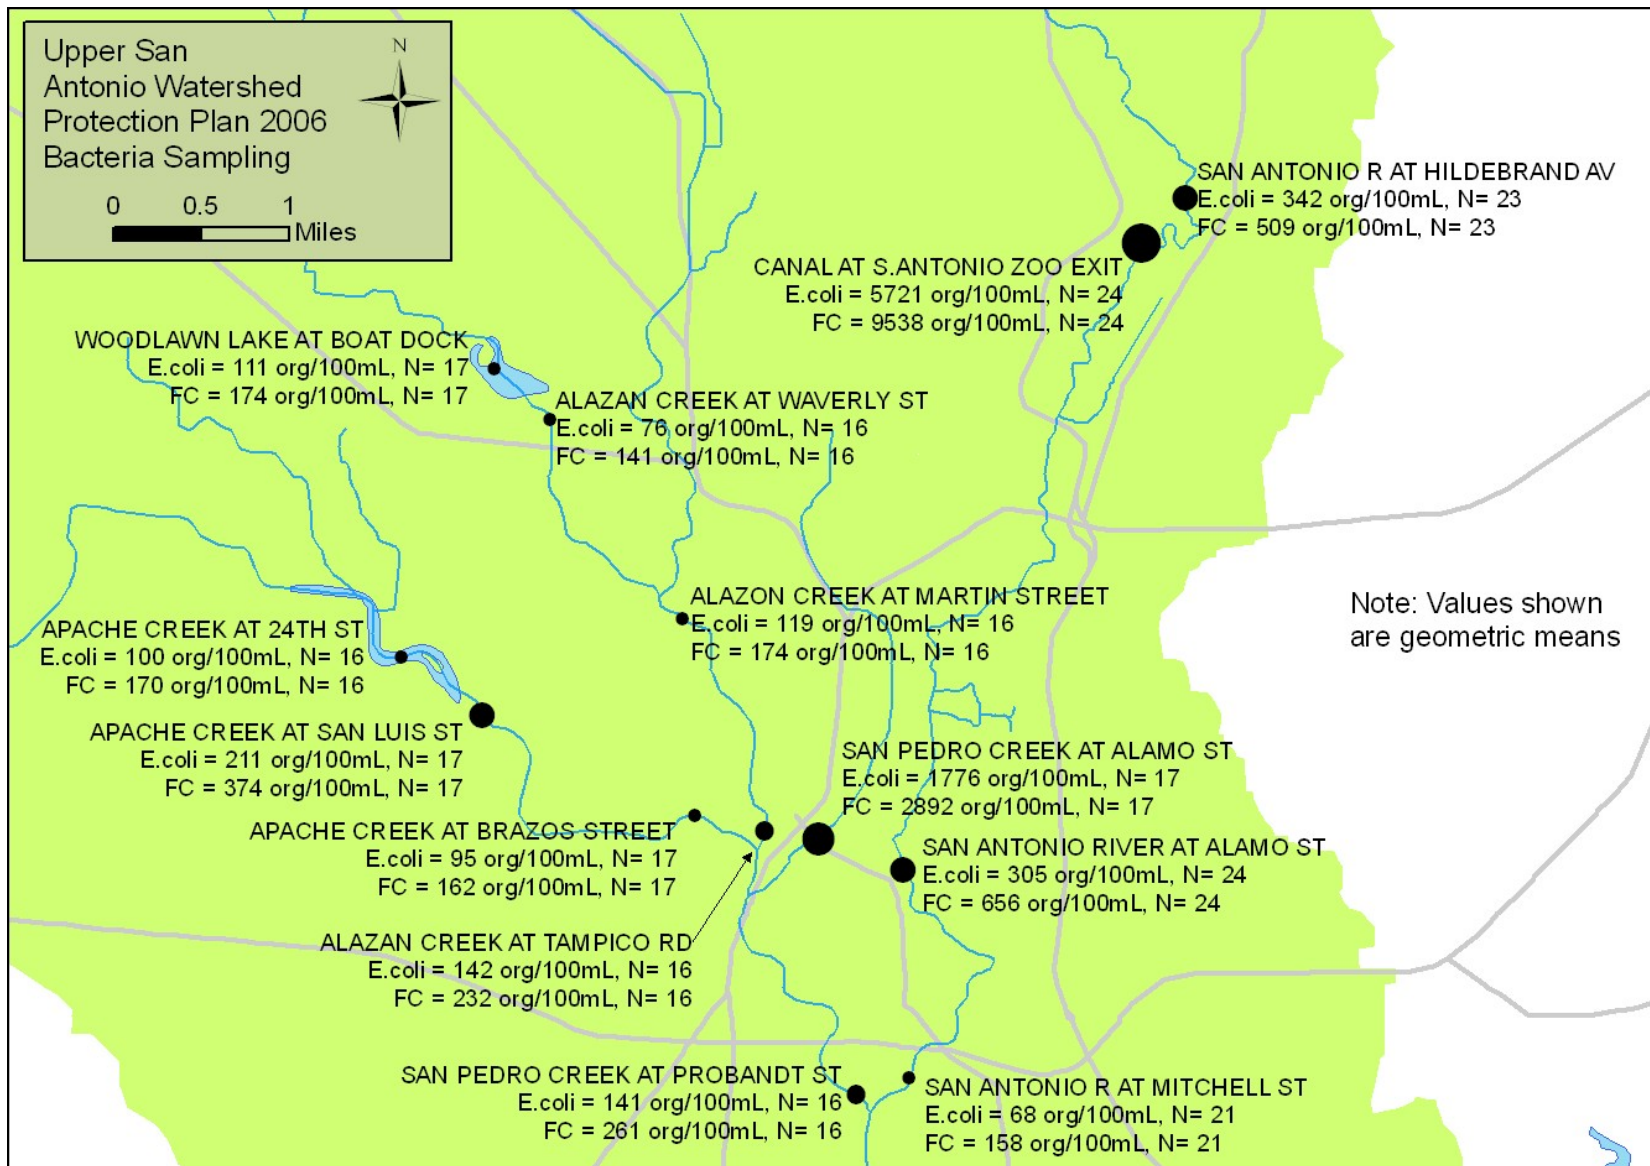 Upper San
Antonio Watershed
Protection Plan 2006
Bacteria Sampling
N
0 0.5 1
Miles
SAN ANTONIO R AT HILDEBRAND AV
E.coli = 342 org/100mL, N= 23
FC = 509 org/100mL, N= 23
CANAL AT S.ANTONIO ZOO EXIT
E.coli = 5721 org/100mL, N= 24
FC = 9538 org/100mL, N= 24
WOODLAWN LAKE AT BOAT DOCK
E.coli = 111 org/100mL, N= 17
FC = 174 org/100mL, N= 17
ALAZAN CREEK AT WAVERLY ST
E.coli = 76 org/100mL, N= 16
FC = 141 org/100mL, N= 16
ALAZON CREEK AT MARTIN STREET
E.coli = 119 org/100mL, N= 16
FC = 174 org/100mL, N= 16
Note: Values shown
are geometric means
APACHE CREEK AT 24TH ST
E.coli = 100 org/100mL, N= 16
FC = 170 org/100mL, N= 16
APACHE CREEK AT SAN LUIS ST
E.coli = 211 org/100mL, N= 17
FC = 374 org/100mL, N= 17
SAN PEDRO CREEK AT ALAMO ST
E.coli = 1776 org/100mL, N= 17
FC = 2892 org/100mL, N= 17
APACHE CREEK AT BRAZOS STREET
E.coli = 95 org/100mL, N= 17
FC = 162 org/100mL, N= 17
SAN ANTONIO RIVER AT ALAMO ST
E.coli = 305 org/100mL, N= 24
FC = 656 org/100mL, N= 24
ALAZAN CREEK AT TAMPICO RD
E.coli = 142 org/100mL, N= 16
FC = 232 org/100mL, N= 16
SAN PEDRO CREEK AT PROBANDT ST
E.coli = 141 org/100mL, N= 16
FC = 261 org/100mL, N= 16
SAN ANTONIO R AT MITCHELL ST
E.coli = 68 org/100mL, N= 21
FC = 158 org/100mL, N= 21